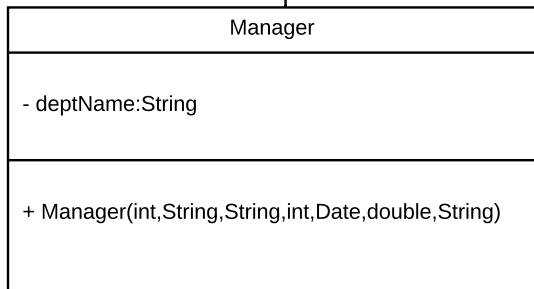 Manager
- deptName:String
+ Manager(int,String,String,int,Date,double,String)